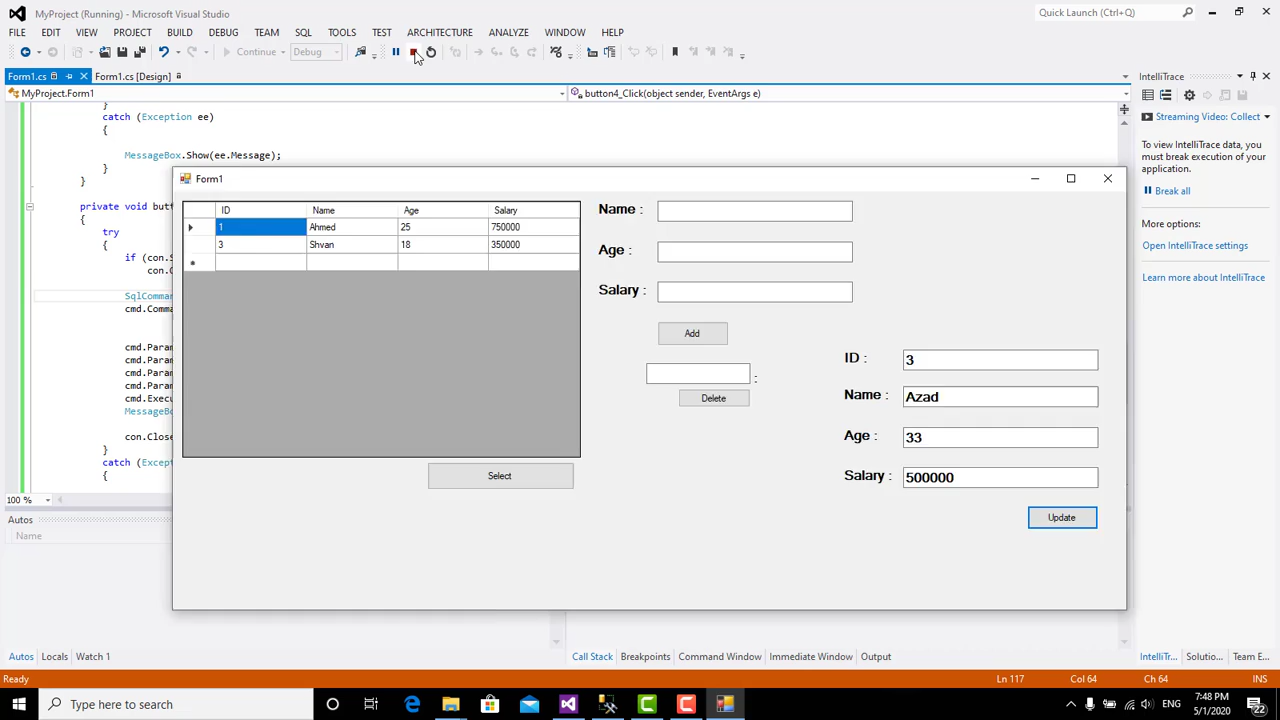 MyProject (Running) - Microsoft Visual Studio
Quick Launch (Ctrl+Q)
FILE EDIT VIEW PROJECT BUILD DEBUG TEAM SQL TOOLS TEST ARCHITECTURE ANALYZE WINDOW HELP
Continue Debug
Form1.cs Form1.cs [Design]
IntelliTrace
MyProject.Form1
button4_Click(object sender, EventArgs e)
}
catch (Exception ee)
{
MessageBox.Show(ee.Message);
}
}
private void butt
{
try
{
if (con.S
con.O
SqlComman
cmd.Comma
cmd.Param
cmd.Param
cmd.Param
cmd.Param
cmd.Execu
MessageBo
con.Close
}
catch (Except
{
100 %
Form1
ID Name Age Salary
1 Ahmed 25 750000
3 Shvan 18 350000
*
Select
Name :
Age :
Salary :
Add
:
Delete
ID : 3
Name : Azad
Age : 33
Salary : 500000
Update
Streaming Video: Collect
To view IntelliTrace data, you
must break execution of your
application.
Break all
More options:
Open IntelliTrace settings
Learn more about IntelliTrace
Autos
Name
Autos Locals Watch 1
Call Stack Breakpoints Command Window Immediate Window Output
IntelliTr... Solutio... Team E...
Ready
Ln 117 Col 64 Ch 64 INS
Type here to search
ENG
7:48 PM
5/1/2020
22